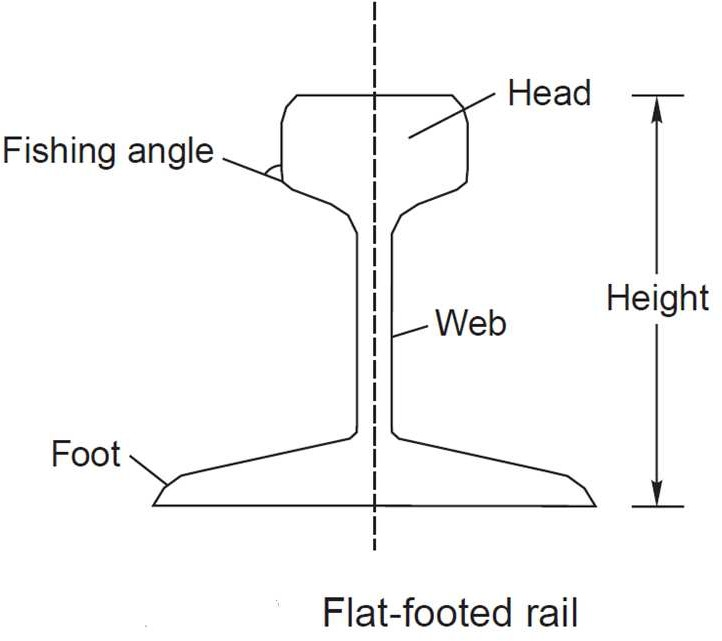 Head
Fishing angle
Height
Web
Foot
Flat-footed rail